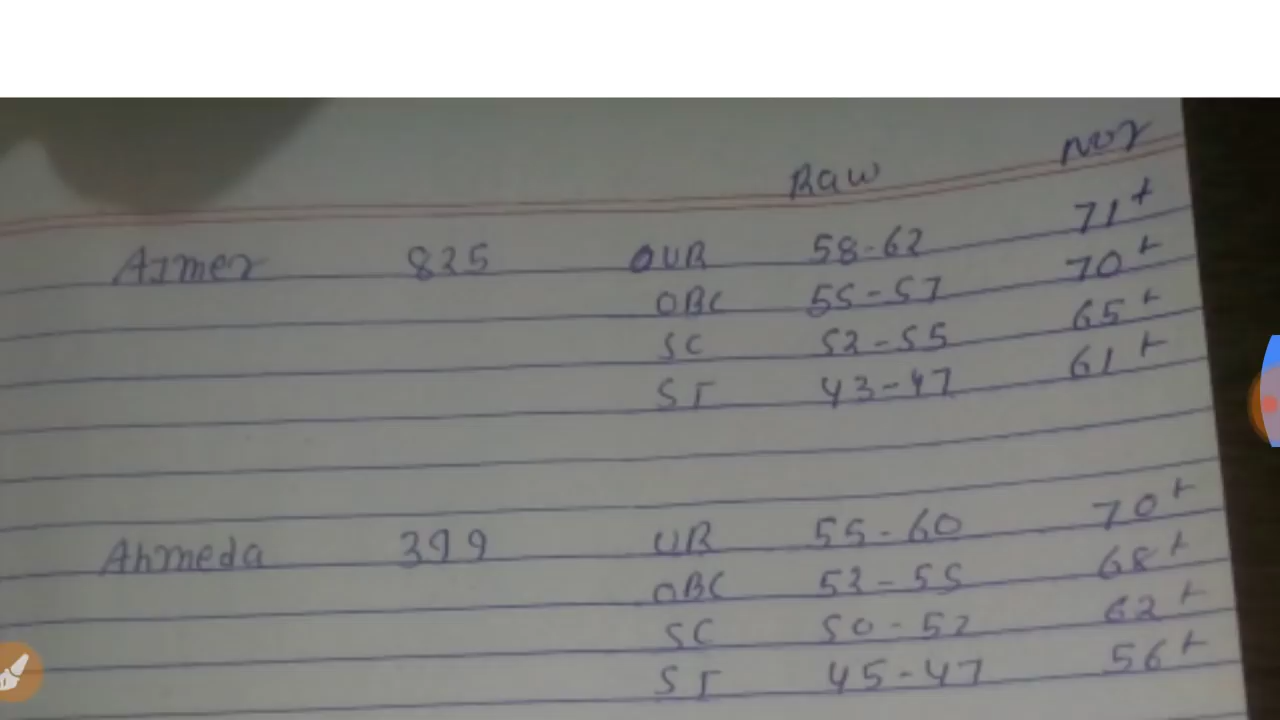 Raw Nor
Ajmer 825 UR 58-62 71+
OBC 55-57 70+
SC 52-55 65+
ST 43-47 61+
Ahmeda 399 UR 55-60 70+
OBC 52-55 68+
SC 50-52 62+
ST 45-47 56+